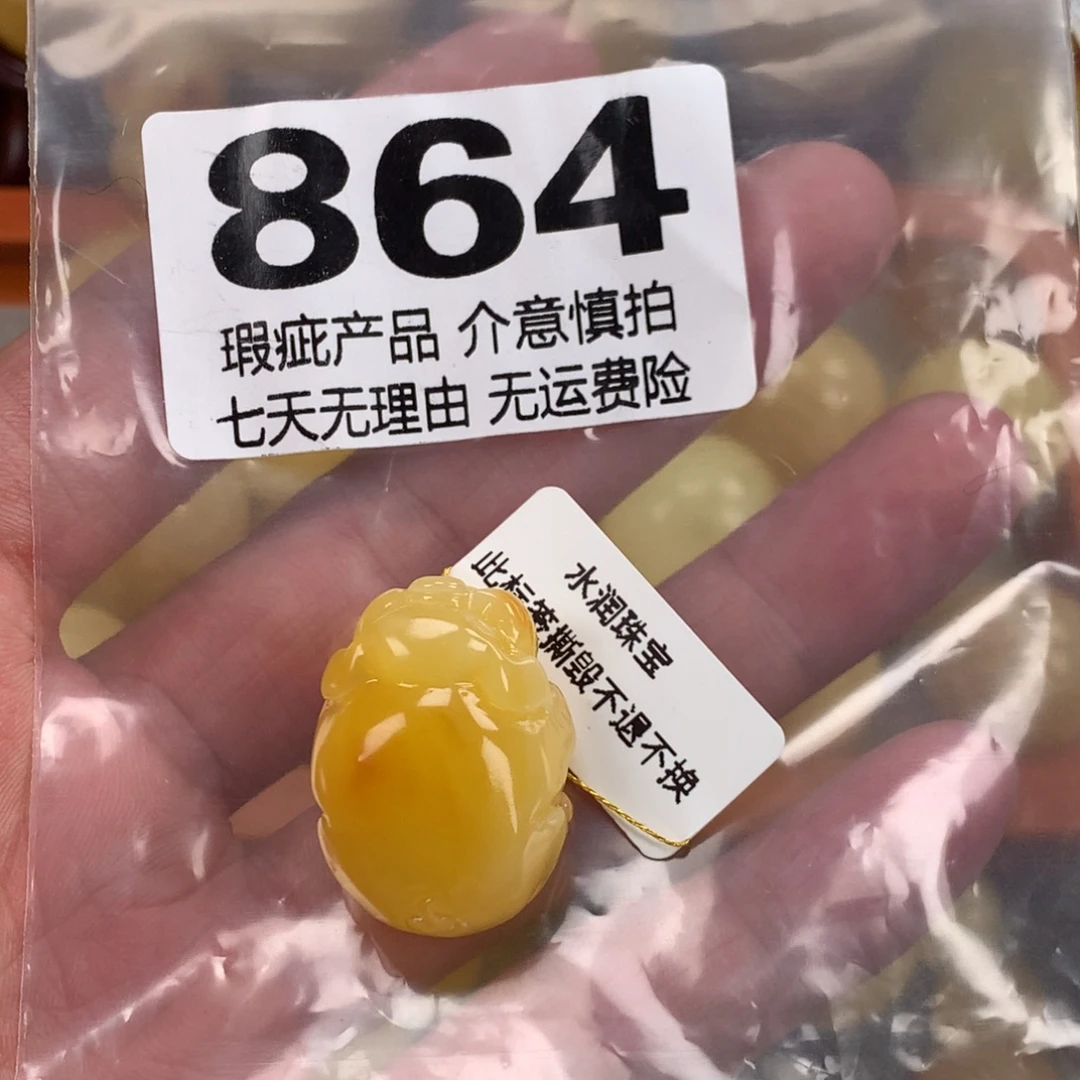 864
瑕疵产品 介意慎拍
七天无理由 无运费险
水润珠宝
此标签撕毁不退不换